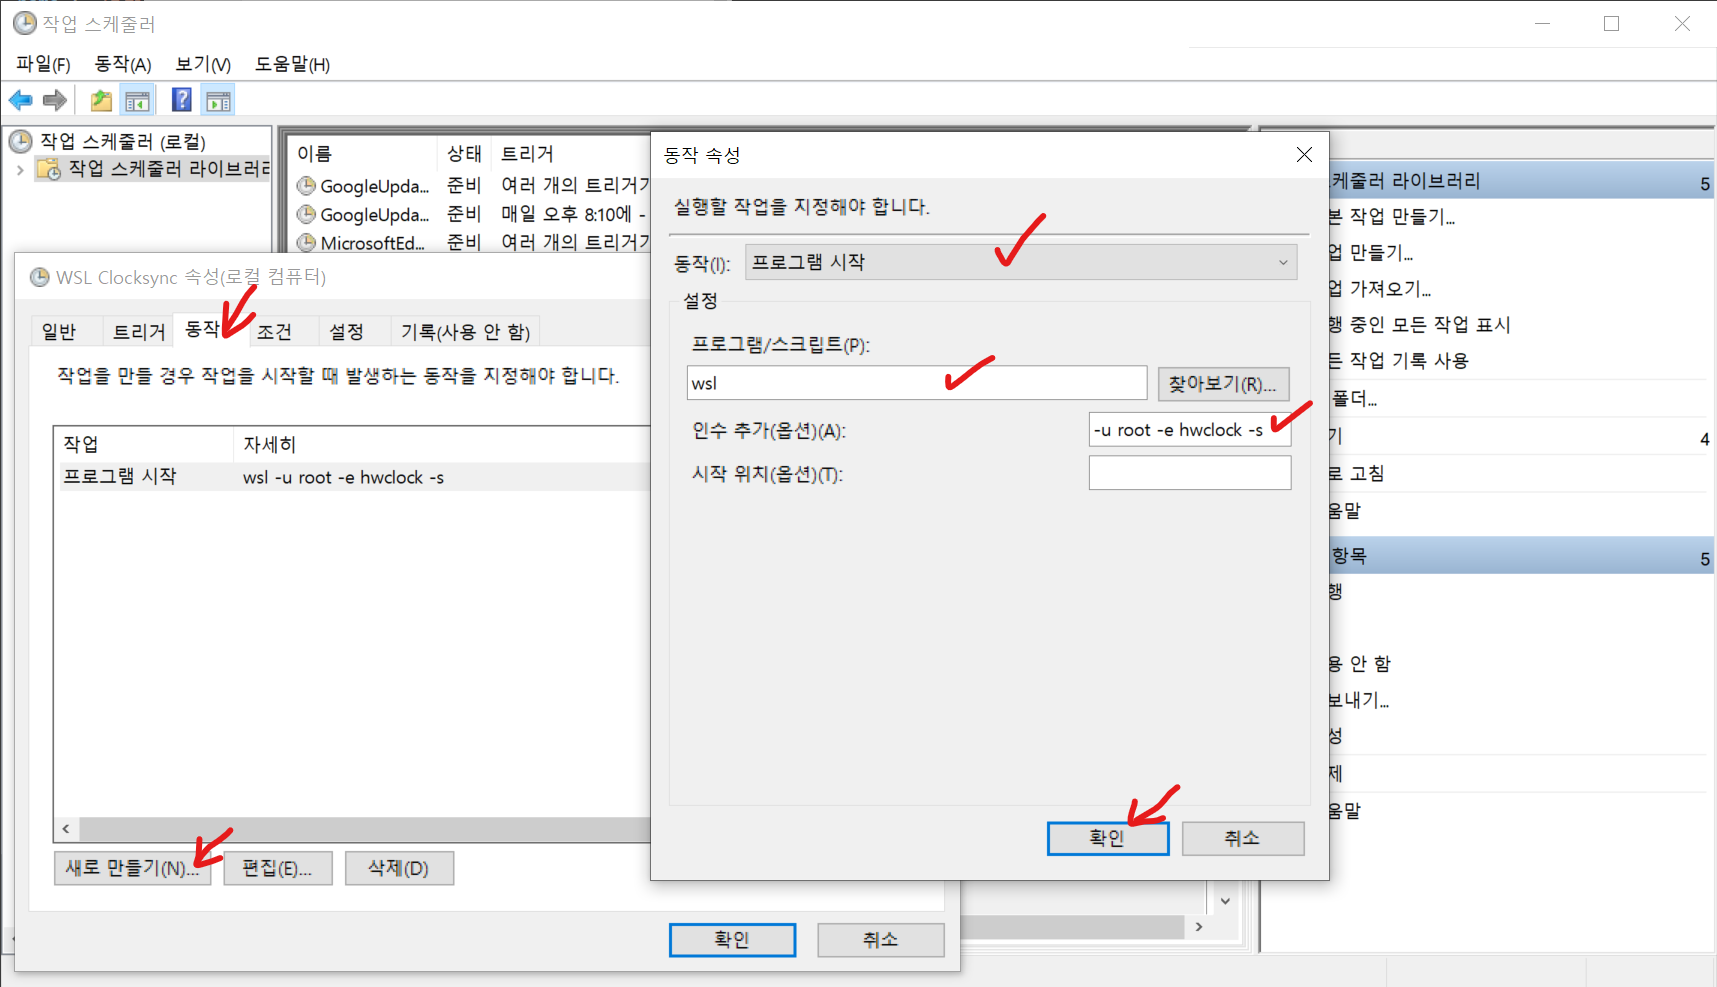 작업 스케줄러
파일(F) 동작(A) 보기(V) 도움말(H)
작업 스케줄러 (로컬)
작업 스케줄러 라이브러리
이름 상태 트리거
GoogleUpda... 준비 여러 개의 트리거가
GoogleUpda... 준비 매일 오후 8:10에 -
MicrosoftEd... 준비 여러 개의 트리거가
WSL Clocksync 속성(로컬 컴퓨터)
일반 트리거 동작 조건 설정 기록(사용 안 함)
작업을 만들 경우 작업을 시작할 때 발생하는 동작을 지정해야 합니다.
작업 자세히
프로그램 시작 wsl -u root -e hwclock -s
새로 만들기(N)... 편집(E)... 삭제(D)
확인 취소
동작 속성
실행할 작업을 지정해야 합니다.
동작(I): 프로그램 시작
설정
프로그램/스크립트(P):
wsl 찾아보기(R)...
인수 추가(옵션)(A): -u root -e hwclock -s
시작 위치(옵션)(T):
확인 취소
케줄러 라이브러리 5
본 작업 만들기...
업 만들기...
업 가져오기...
행 중인 모든 작업 표시
든 작업 기록 사용
폴더...
기 4
로 고침
움말
항목 5
행
용 안 함
보내기...
성
제
움말